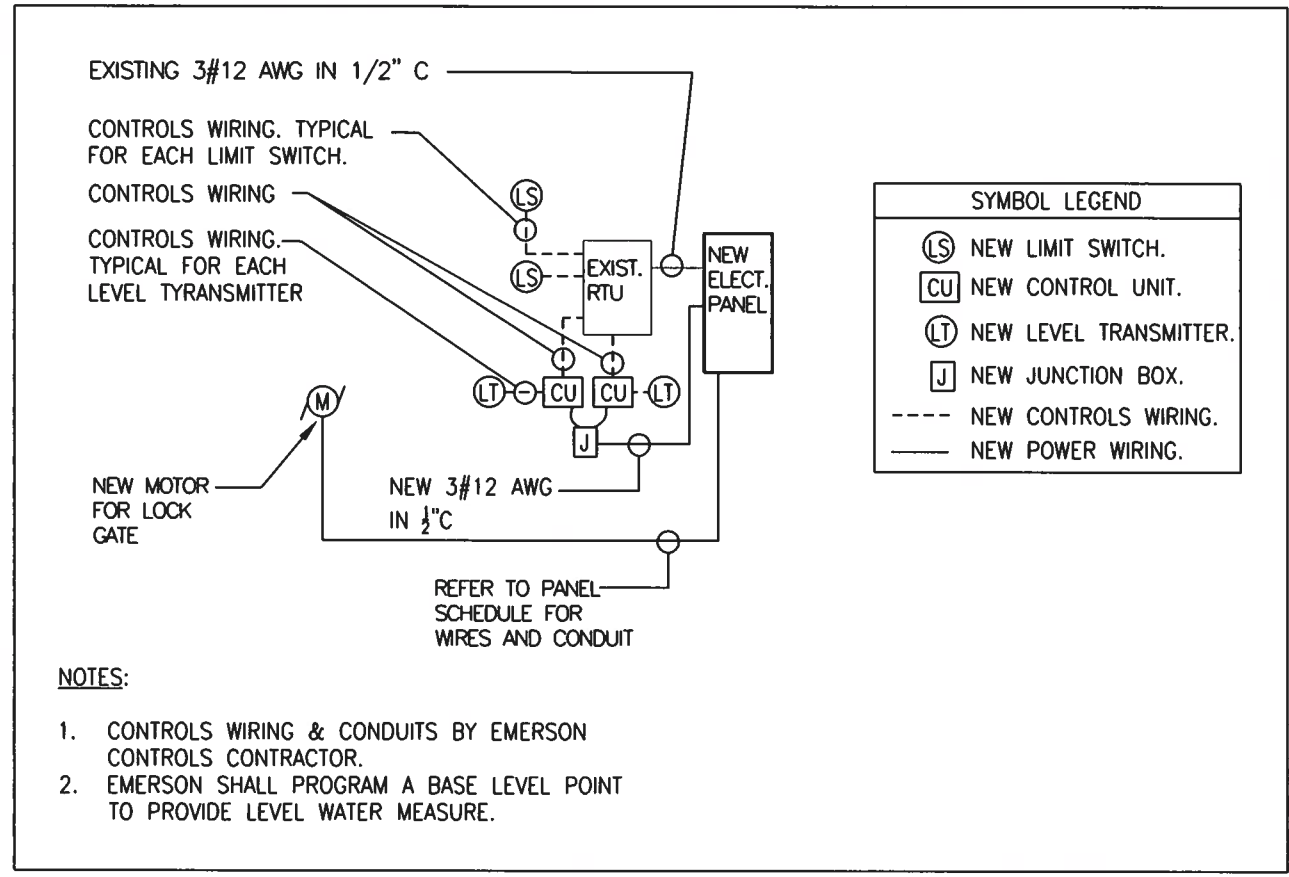 EXISTING 3#12 AWG IN 1/2" C
CONTROLS WIRING. TYPICAL
FOR EACH LIMIT SWITCH.
CONTROLS WIRING
CONTROLS WIRING.
TYPICAL FOR EACH
LEVEL TYRANSMITTER
LS
LS
EXIST.
RTU
NEW
ELECT.
PANEL
LT
CU
CU
LT
J
M
NEW MOTOR
FOR LOCK
GATE
NEW 3#12 AWG
IN ½"C
REFER TO PANEL
SCHEDULE FOR
WIRES AND CONDUIT
SYMBOL LEGEND
LS NEW LIMIT SWITCH.
CU NEW CONTROL UNIT.
LT NEW LEVEL TRANSMITTER.
J NEW JUNCTION BOX.
NEW CONTROLS WIRING.
NEW POWER WIRING.
NOTES:
1. CONTROLS WIRING & CONDUITS BY EMERSON
CONTROLS CONTRACTOR.
2. EMERSON SHALL PROGRAM A BASE LEVEL POINT
TO PROVIDE LEVEL WATER MEASURE.